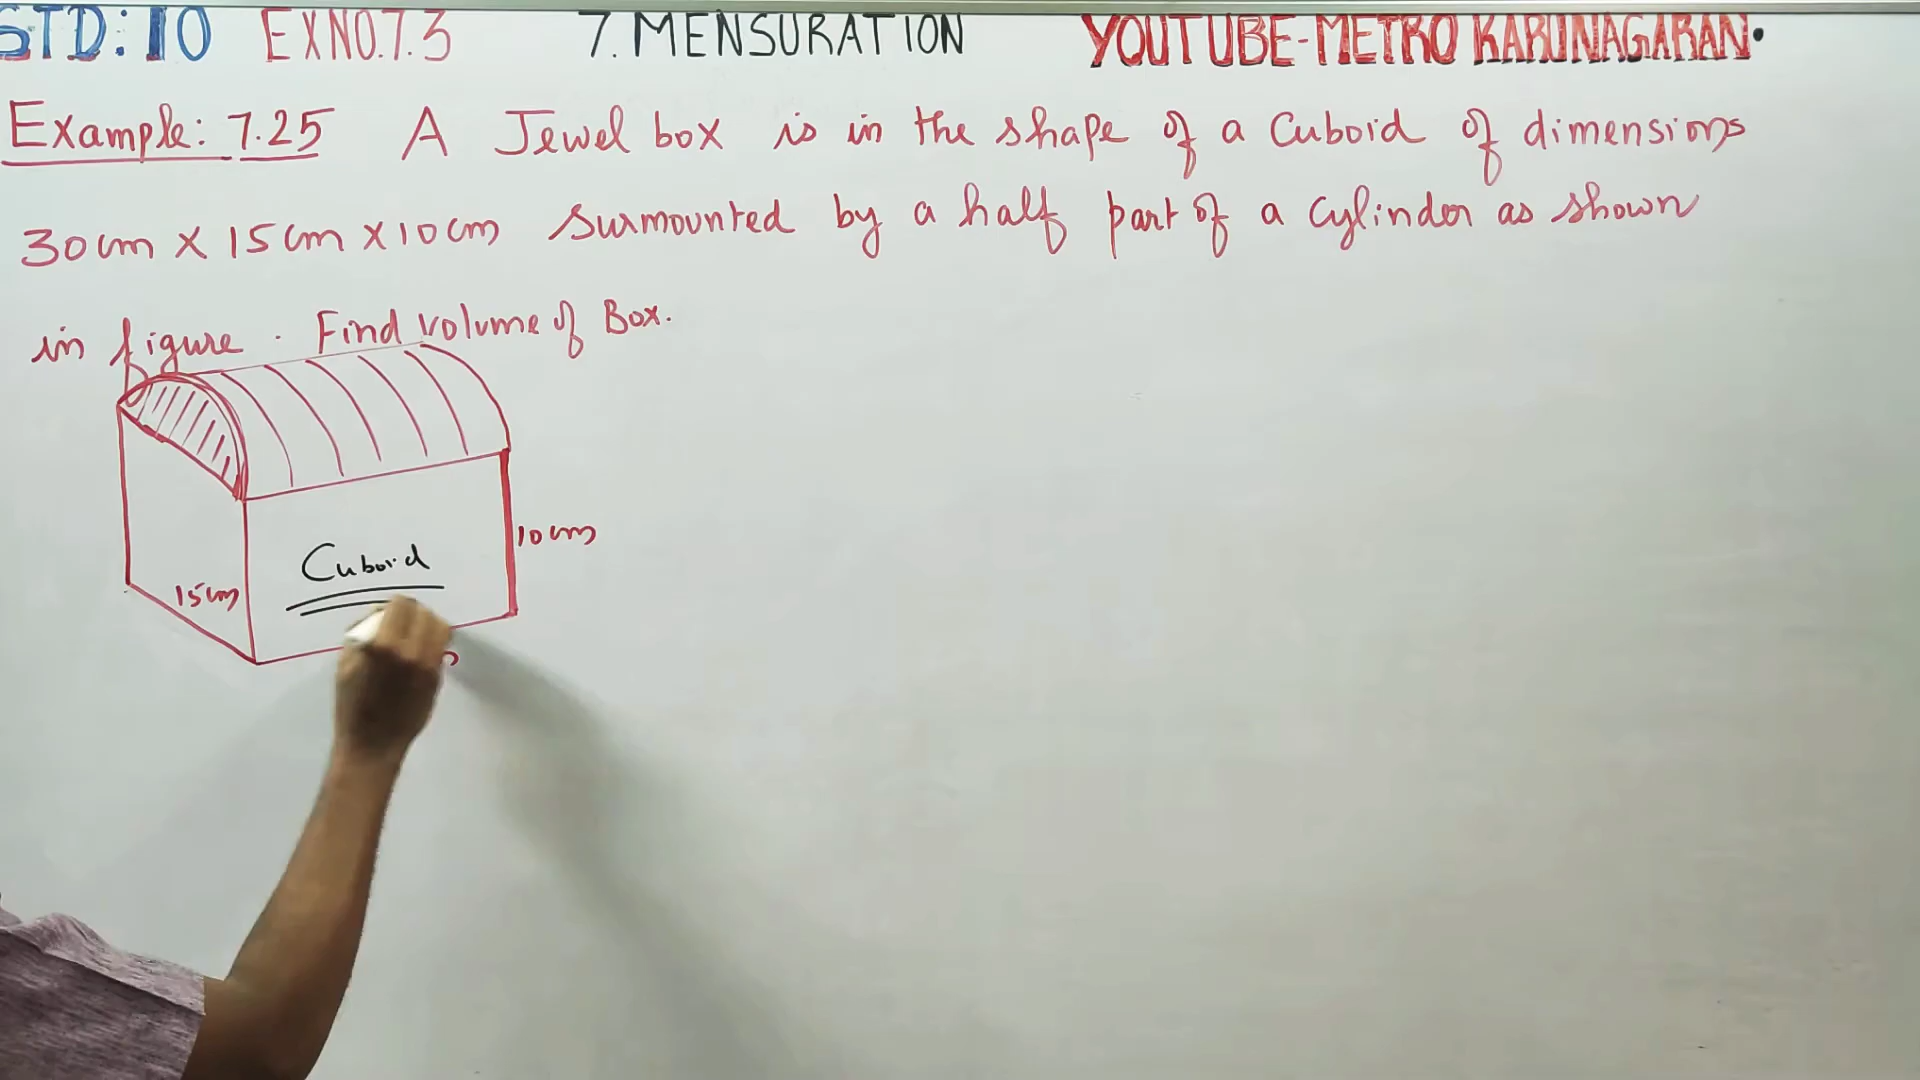 STD: 10 EX NO.7.3 7. MENSURATION YOUTUBE-METRO KARUNAGARAN.
Example: 7.25 A Jewel box is in the shape of a Cuboid of dimensions
30cm x 15cm x 10cm surmounted by a half part of a cylinder as shown
in figure. Find volume of Box.
10cm
Cuboid
15cm